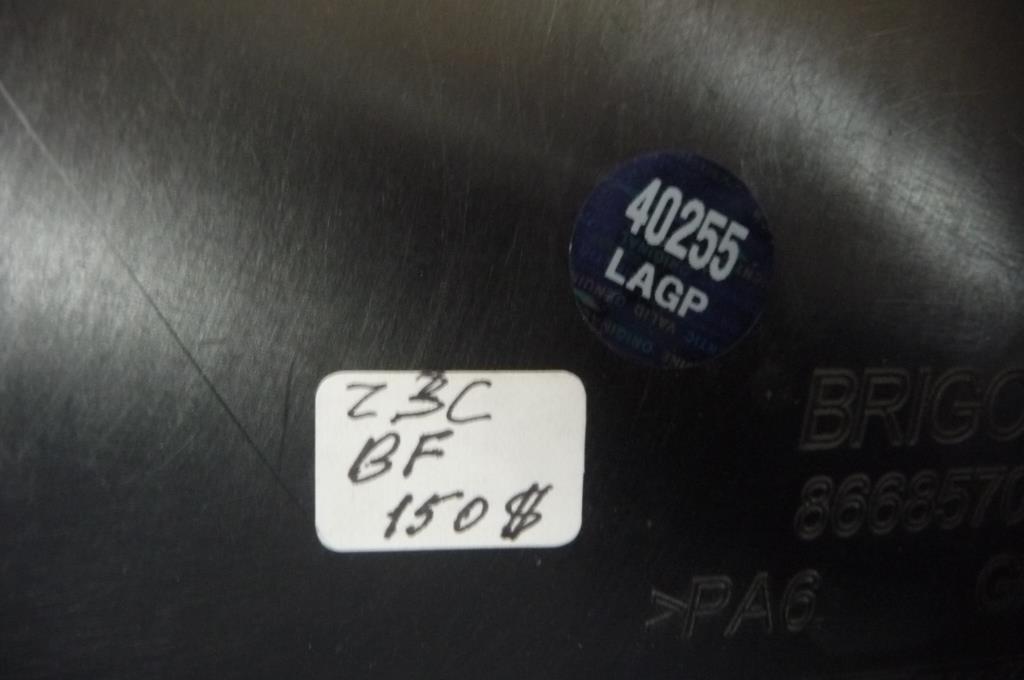 40255
LAGP
Z3C
BF
150$
BRIGO
8668570
>PA6